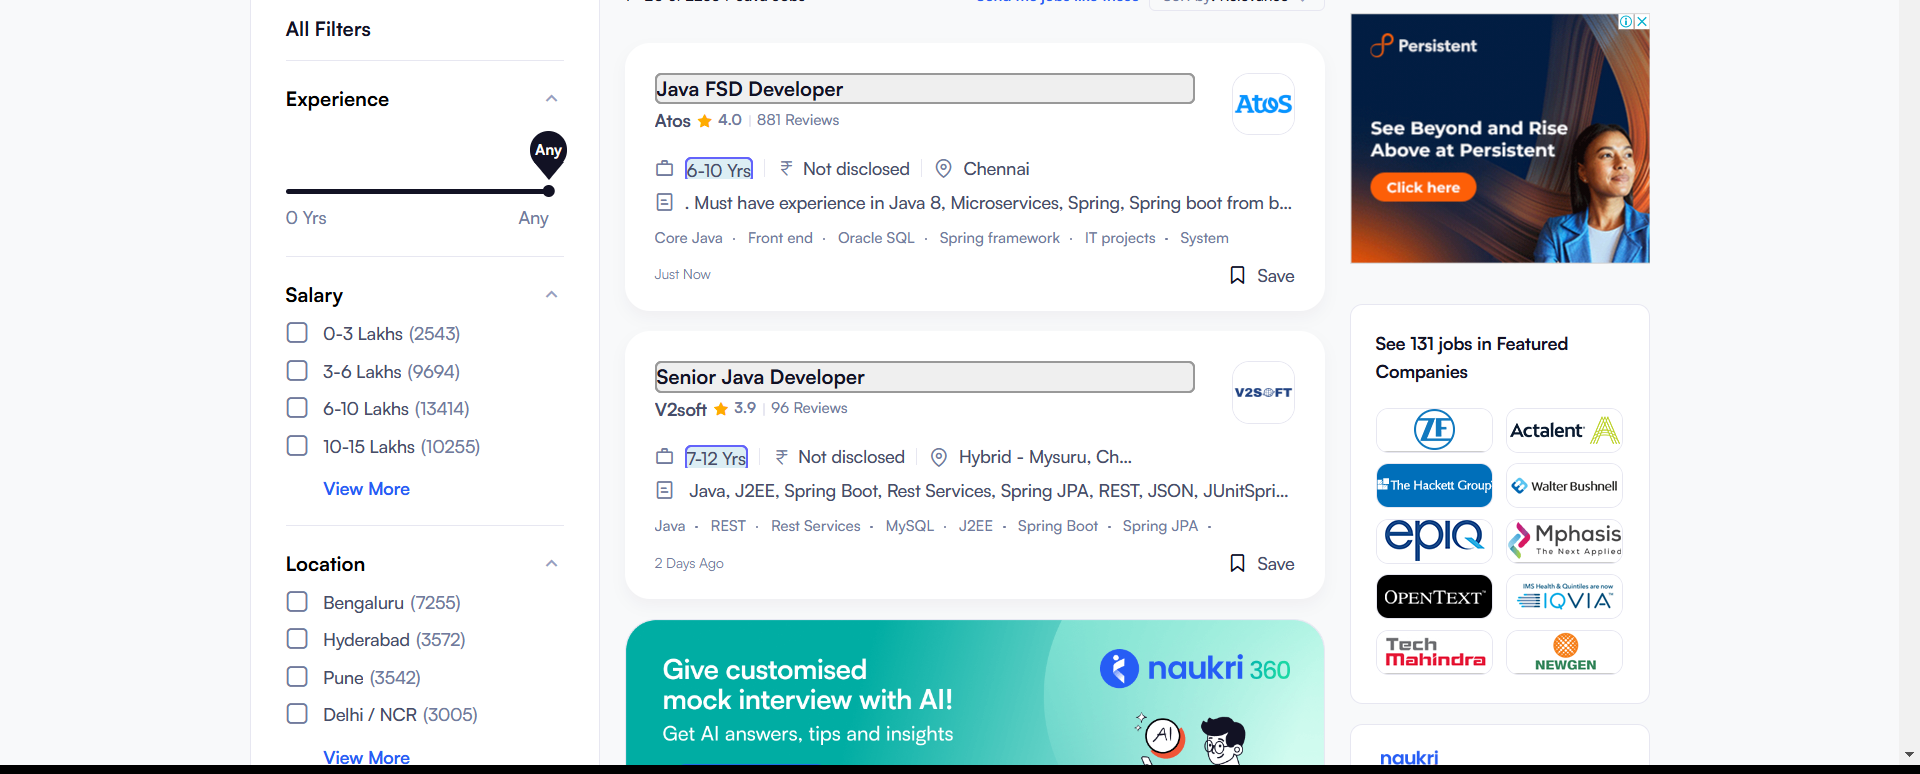 All Filters
Experience
Any
0 Yrs
Any
Salary
0-3 Lakhs (2543)
3-6 Lakhs (9694)
6-10 Lakhs (13414)
10-15 Lakhs (10255)
View More
Location
Bengaluru (7255)
Hyderabad (3572)
Pune (3542)
Delhi / NCR (3005)
View More
Java FSD Developer
Atos 4.0 | 881 Reviews
Atos
6-10 Yrs
₹ Not disclosed
Chennai
. Must have experience in Java 8, Microservices, Spring, Spring boot from b...
Core Java · Front end · Oracle SQL · Spring framework · IT projects · System
Just Now
Save
Senior Java Developer
V2soft 3.9 | 96 Reviews
V2SOFT
7-12 Yrs
₹ Not disclosed
Hybrid - Mysuru, Ch...
Java, J2EE, Spring Boot, Rest Services, Spring JPA, REST, JSON, JUnitSpri...
Java · REST · Rest Services · MySQL · J2EE · Spring Boot · Spring JPA ·
2 Days Ago
Save
Give customised
mock interview with AI!
Get AI answers, tips and insights
naukri 360
AI
Persistent
See Beyond and Rise
Above at Persistent
Click here
See 131 jobs in Featured
Companies
ZF
Actalent
The Hackett Group
Walter Bushnell
epiq
Mphasis
The Next Applied
OPENTEXT™
IMS Health & Quintiles are now
IQVIA™
Tech
Mahindra
NEWGEN
naukri